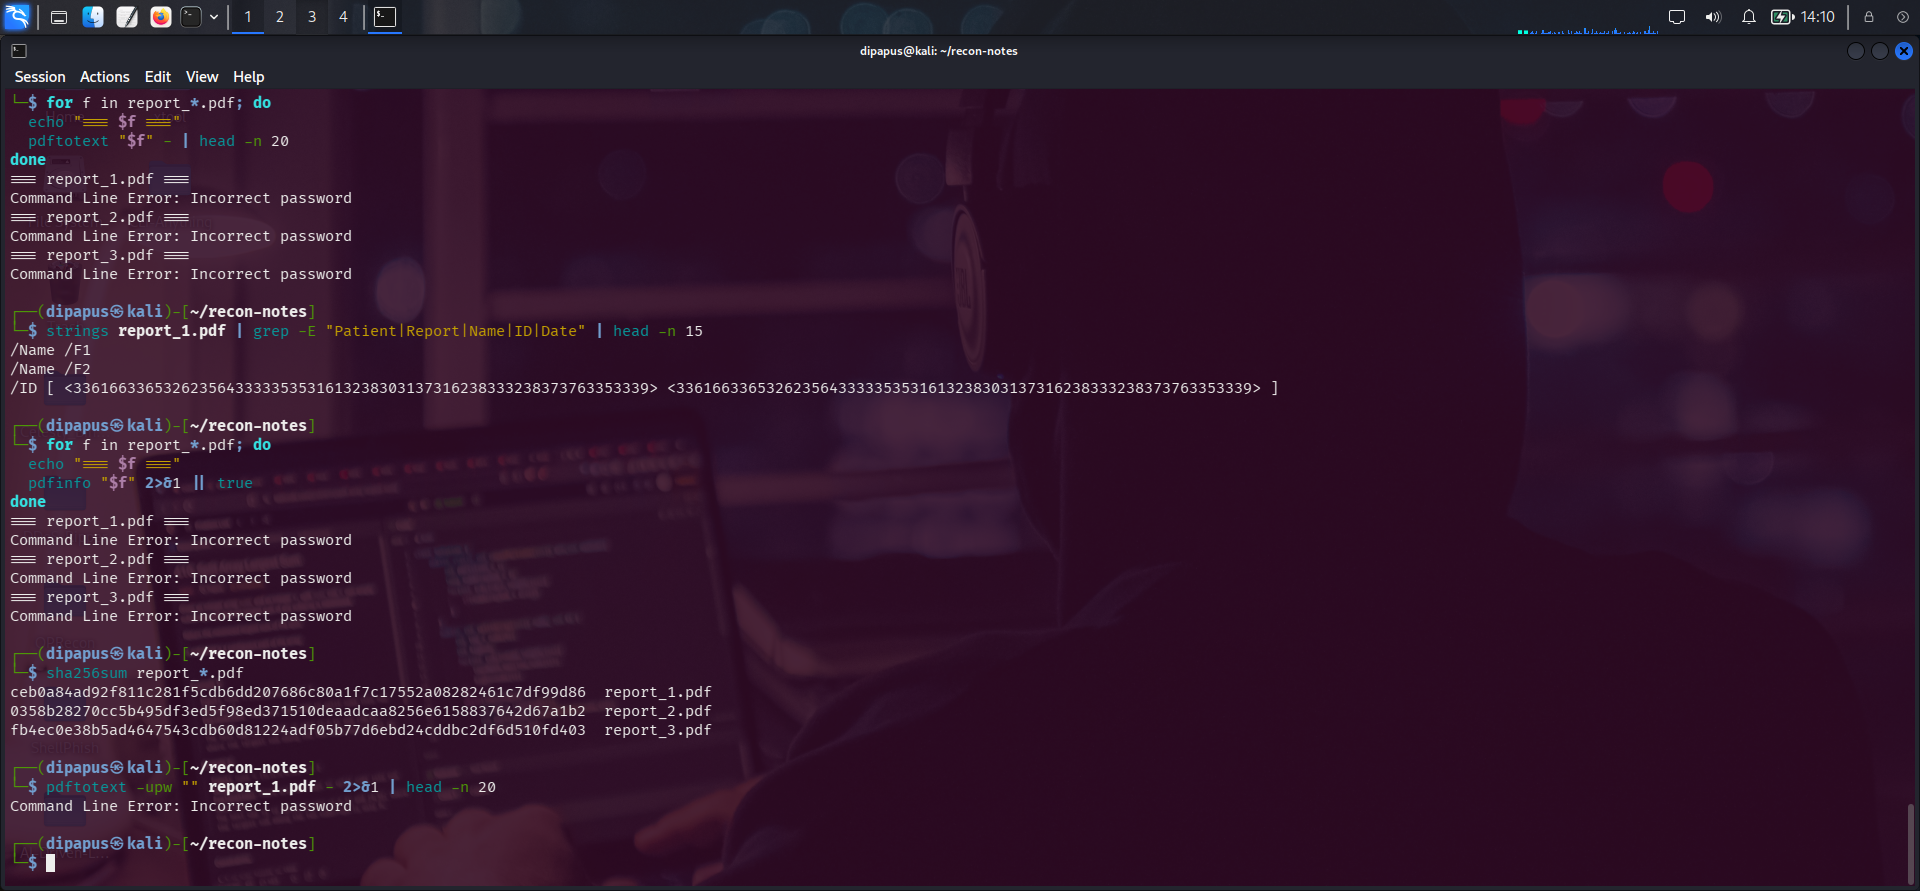 1 2 3 4 14:10
dipapus@kali: ~/recon-notes
Session Actions Edit View Help
└─$ for f in report_*.pdf; do
echo "=== $f ==="
pdftotext "$f" - | head -n 20
done
=== report_1.pdf ===
Command Line Error: Incorrect password
=== report_2.pdf ===
Command Line Error: Incorrect password
=== report_3.pdf ===
Command Line Error: Incorrect password
┌──(dipapus㉿kali)-[~/recon-notes]
└─$ strings report_1.pdf | grep -E "Patient|Report|Name|ID|Date" | head -n 15
/Name /F1
/Name /F2
/ID [ <33616633653262356433333535316132383031373162383332383737633533​39> <33616633653262356433333535316132383031373162383332383737633533​39> ]
┌──(dipapus㉿kali)-[~/recon-notes]
└─$ for f in report_*.pdf; do
echo "=== $f ==="
pdfinfo "$f" 2>&1 || true
done
=== report_1.pdf ===
Command Line Error: Incorrect password
=== report_2.pdf ===
Command Line Error: Incorrect password
=== report_3.pdf ===
Command Line Error: Incorrect password
┌──(dipapus㉿kali)-[~/recon-notes]
└─$ sha256sum report_*.pdf
ceb0a84ad92f811c281f5cdb6dd207686c80a1f7c17552a08282461c7df99d86 report_1.pdf
0358b28270cc5b495df3ed5f98ed371510deaadcaa8256e6158837642d67a1b2 report_2.pdf
fb4ec0e38b5ad4647543cdb60d81224adf05b77d6ebd24cddbc2df6d510fd403 report_3.pdf
┌──(dipapus㉿kali)-[~/recon-notes]
└─$ pdftotext -upw "" report_1.pdf - 2>&1 | head -n 20
Command Line Error: Incorrect password
┌──(dipapus㉿kali)-[~/recon-notes]
└─$